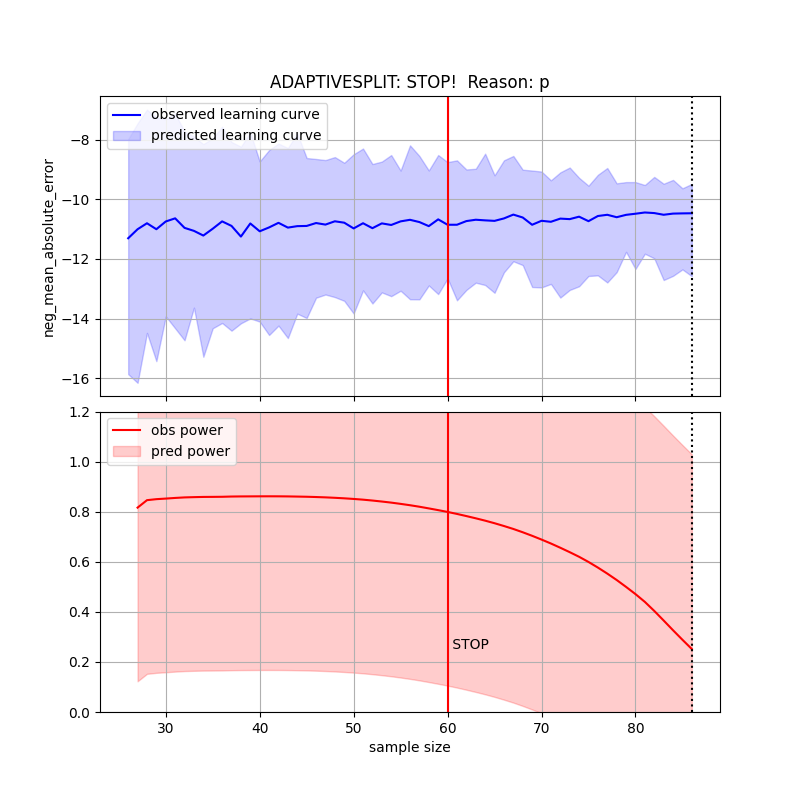 ADAPTIVESPLIT: STOP!  Reason: p
observed learning curve
predicted learning curve
neg_mean_absolute_error
−8
−10
−12
−14
−16
obs power
pred power
1.2
1.0
0.8
0.6
0.4
0.2
0.0
STOP
30 40 50 60 70 80
sample size